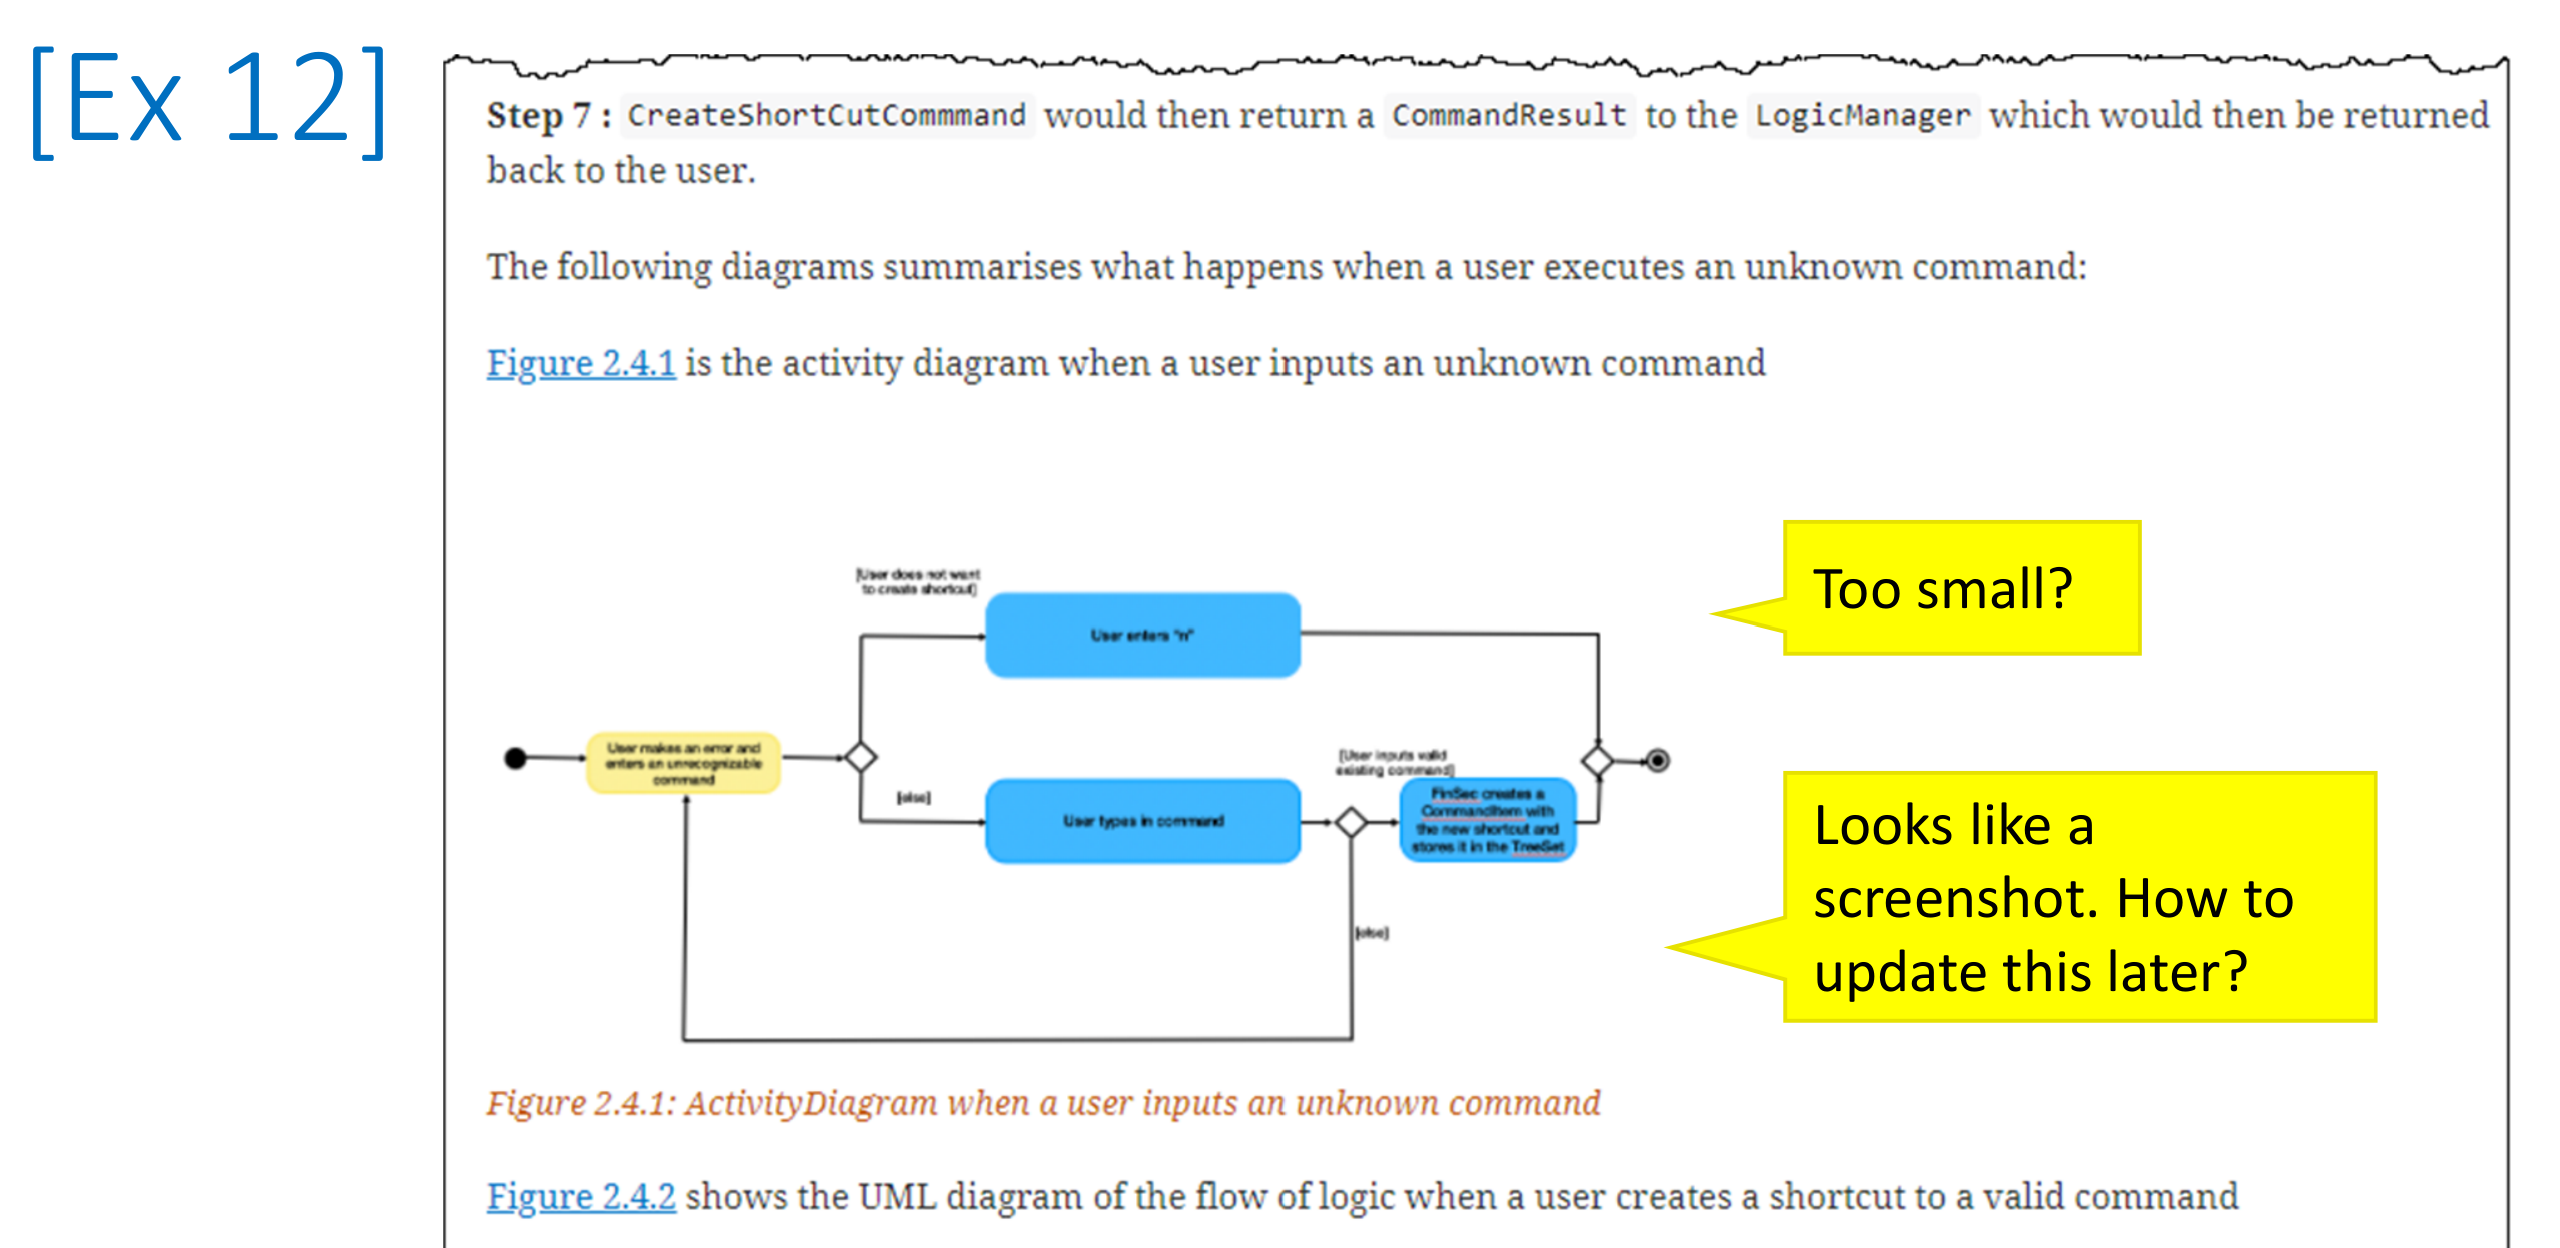 [Ex 12]
Step 7 : CreateShortCutCommmand would then return a CommandResult to the LogicManager which would then be returned
back to the user.
The following diagrams summarises what happens when a user executes an unknown command:
Figure 2.4.1 is the activity diagram when a user inputs an unknown command
[User does not want
to create shortcut]
User enters "n"
Too small?
User makes an error and
enters an unrecognizable
command
[else]
User types in command
[User inputs valid
existing command]
FinSec creates a
CommandItem with
the new shortcut and
stores it in the TreeSet
[else]
Looks like a
screenshot. How to
update this later?
Figure 2.4.1: ActivityDiagram when a user inputs an unknown command
Figure 2.4.2 shows the UML diagram of the flow of logic when a user creates a shortcut to a valid command